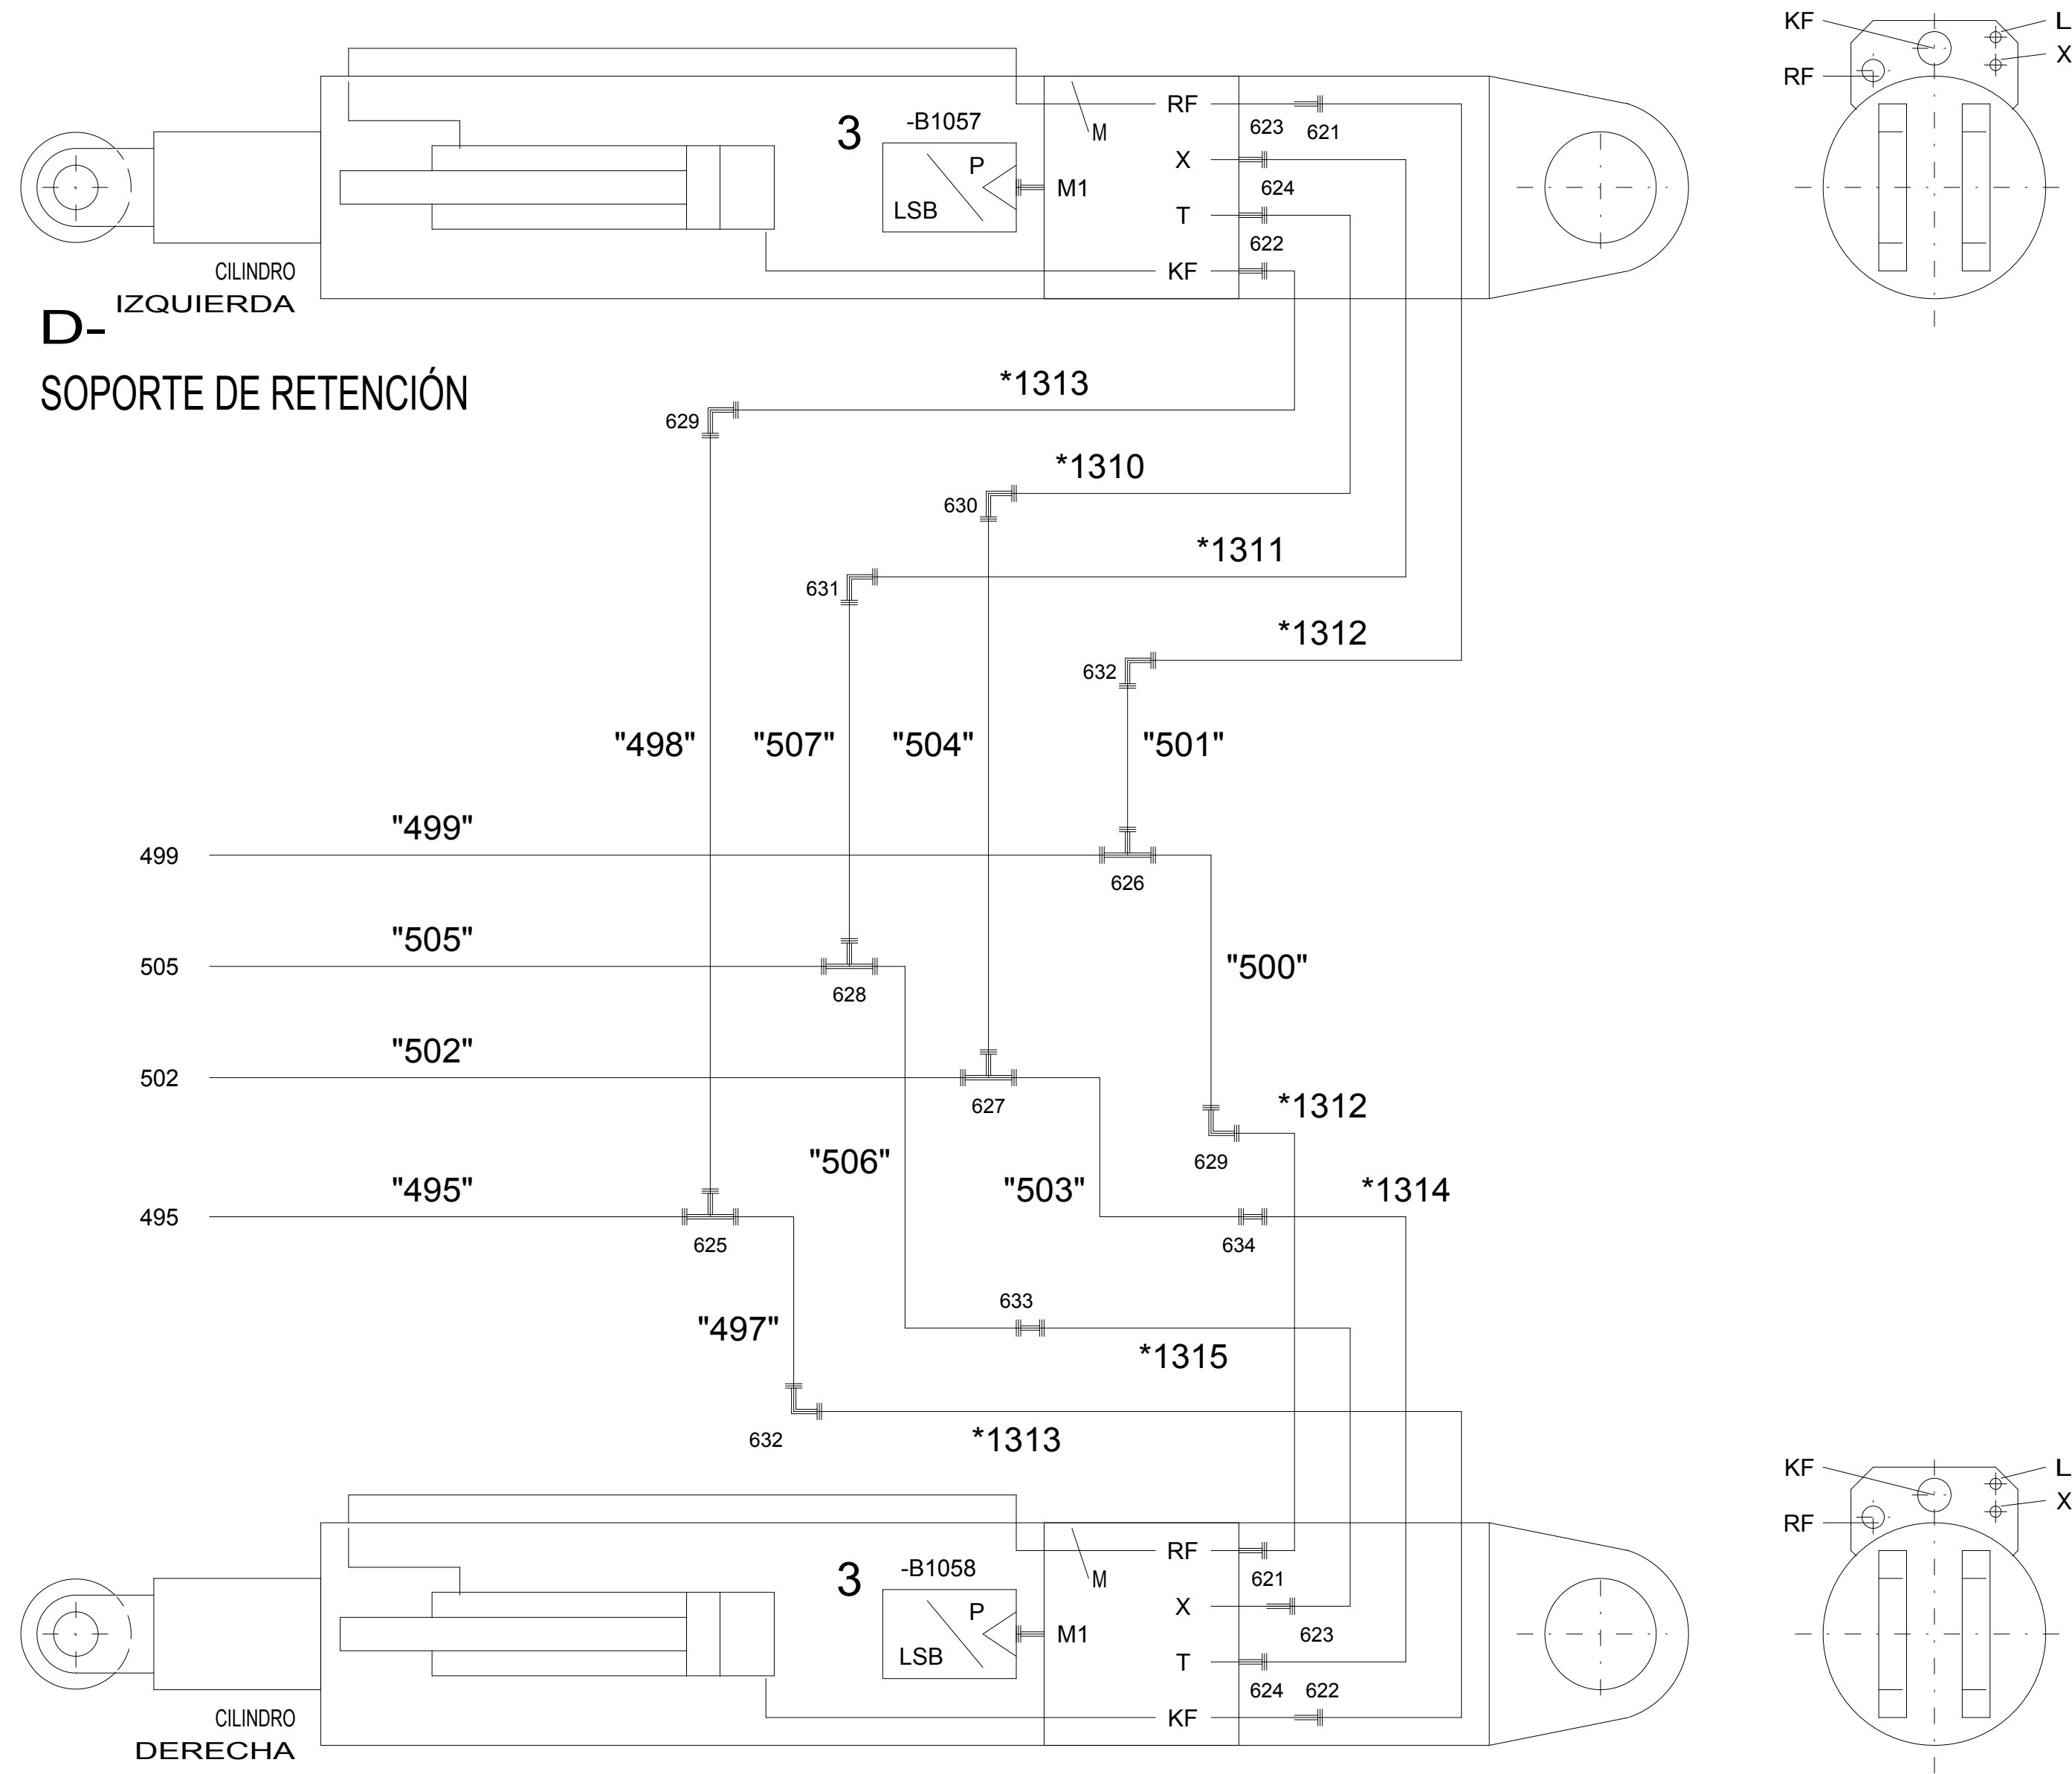 KF
L
RF
X
RF
3
-B1057
M
623
621
P
X
LSB
M1
624
T
622
KF
CILINDRO
IZQUIERDA
D-
SOPORTE DE RETENCIÓN
*1313
629
*1310
630
*1311
631
*1312
632
"498"
"507"
"504"
"501"
"499"
499
626
"505"
505
"500"
628
"502"
502
627
*1312
"506"
629
"495"
"503"
*1314
495
625
634
633
"497"
*1315
632
*1313
KF
L
X
RF
RF
3
-B1058
M
621
P
X
LSB
M1
623
T
624
622
KF
CILINDRO
DERECHA